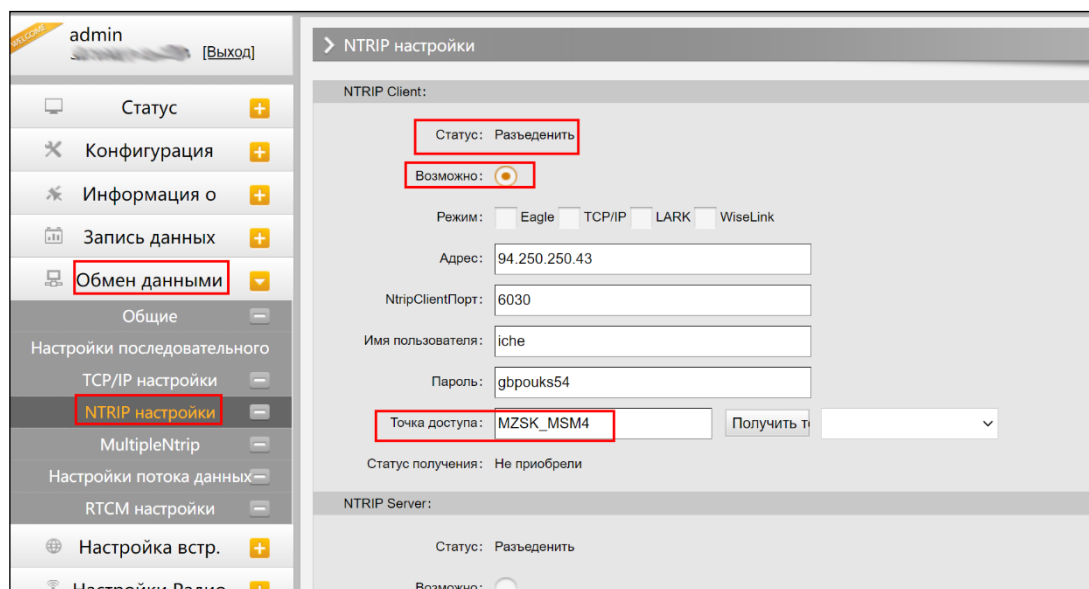 WELCOME
admin
[Выход]
Статус
Конфигурация
Информация о
Запись данных
Обмен данными
Общие
Настройки последовательного
TCP/IP настройки
NTRIP настройки
MultipleNtrip
Настройки потока данных
RTCM настройки
Настройка встр.
Настройки Радио
NTRIP настройки
NTRIP Client:
Статус: Разъеденить
Возможно:
Режим: Eagle TCP/IP LARK WiseLink
Адрес: 94.250.250.43
NtripClientПорт: 6030
Имя пользователя: iche
Пароль: gbpouks54
Точка доступа: MZSK_MSM4 Получить т
Статус получения: Не приобрели
NTRIP Server:
Статус: Разъеденить
Возможно: